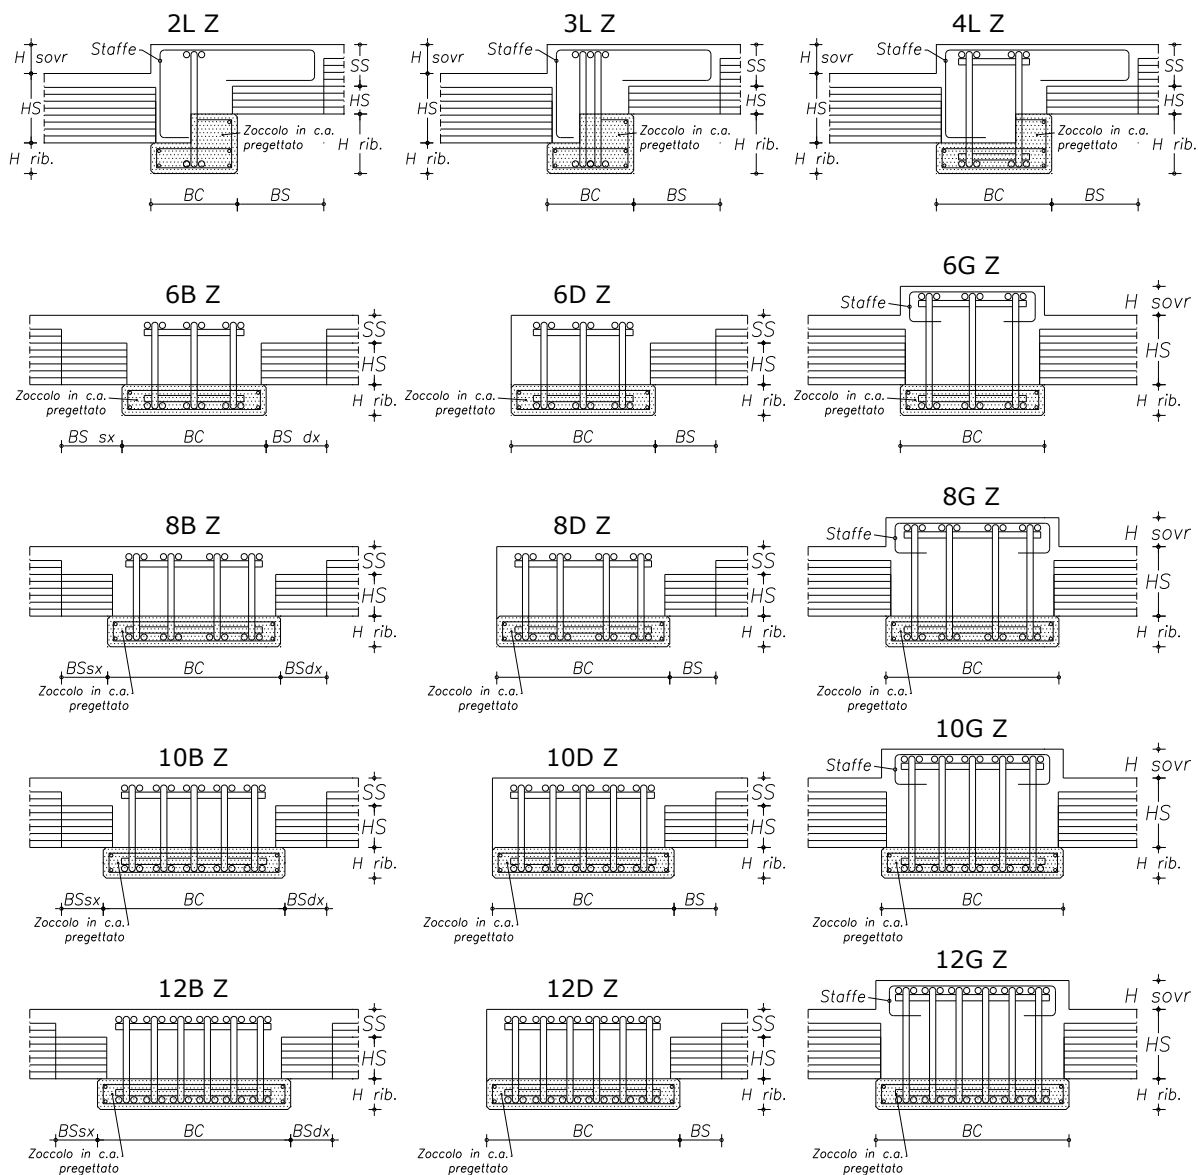 2L Z
3L Z
4L Z
H sovr
Staffe
SS
HS
HS
Zoccolo in c.a.
pregettato
H rib.
H rib.
BC
BS
H sovr
Staffe
SS
HS
HS
Zoccolo in c.a.
pregettato
H rib.
H rib.
BC
BS
H sovr
Staffe
SS
HS
HS
Zoccolo in c.a.
pregettato
H rib.
H rib.
BC
BS
6B Z
6D Z
6G Z
SS
HS
Zoccolo in c.a.
pregettato
H rib.
BS sx
BC
BS dx
SS
HS
Zoccolo in c.a.
pregettato
H rib.
BC
BS
Staffe
H sovr
HS
Zoccolo in c.a.
pregettato
H rib.
BC
8B Z
8D Z
8G Z
SS
HS
H rib.
BSsx
BC
BSdx
Zoccolo in c.a.
pregettato
SS
HS
H rib.
BC
BS
Zoccolo in c.a.
pregettato
Staffe
H sovr
HS
H rib.
BC
Zoccolo in c.a.
pregettato
10B Z
10D Z
10G Z
SS
HS
H rib.
BSsx
BC
BSdx
Zoccolo in c.a.
pregettato
SS
HS
H rib.
BC
BS
Zoccolo in c.a.
pregettato
Staffe
H sovr
HS
H rib.
BC
Zoccolo in c.a.
pregettato
12B Z
12D Z
12G Z
SS
HS
H rib.
BSsx
BC
BSdx
Zoccolo in c.a.
pregettato
SS
HS
H rib.
BC
BS
Zoccolo in c.a.
pregettato
Staffe
H sovr
HS
H rib.
BC
Zoccolo in c.a.
pregettato